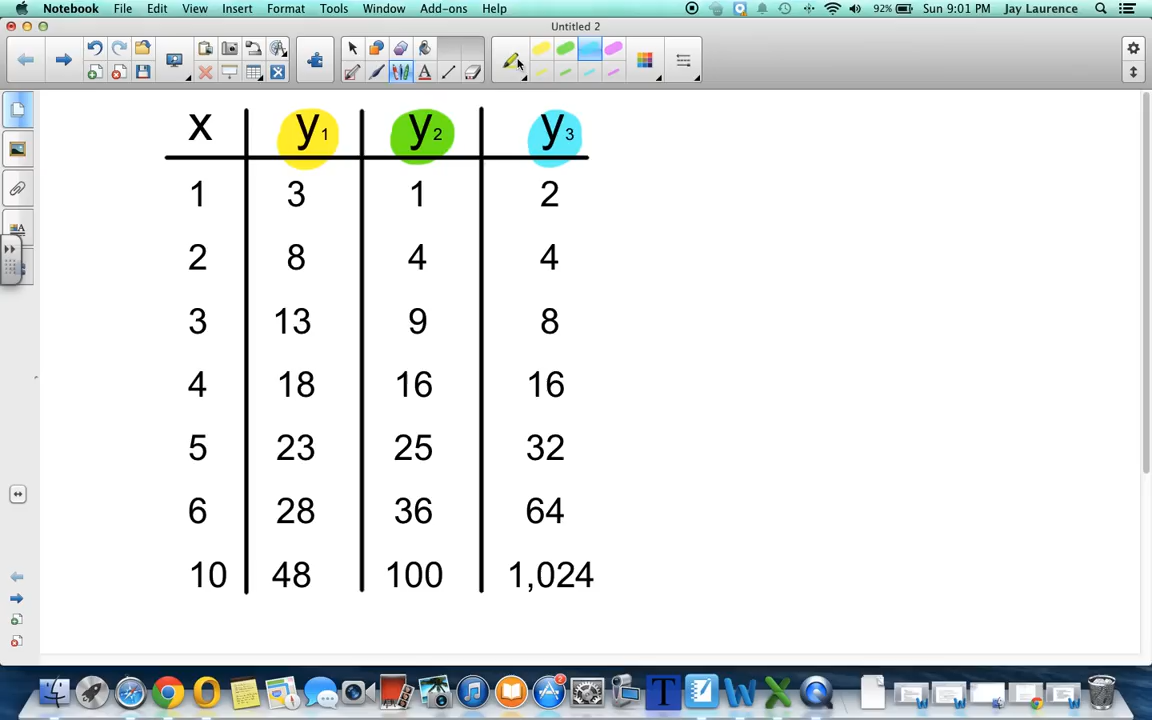 Notebook File Edit View Insert Format Tools Window Add-ons Help 92% Sun 9:01 PM Jay Laurence
Untitled 2
x y1 y2 y3
1 3 1 2
2 8 4 4
3 13 9 8
4 18 16 16
5 23 25 32
6 28 36 64
10 48 100 1,024